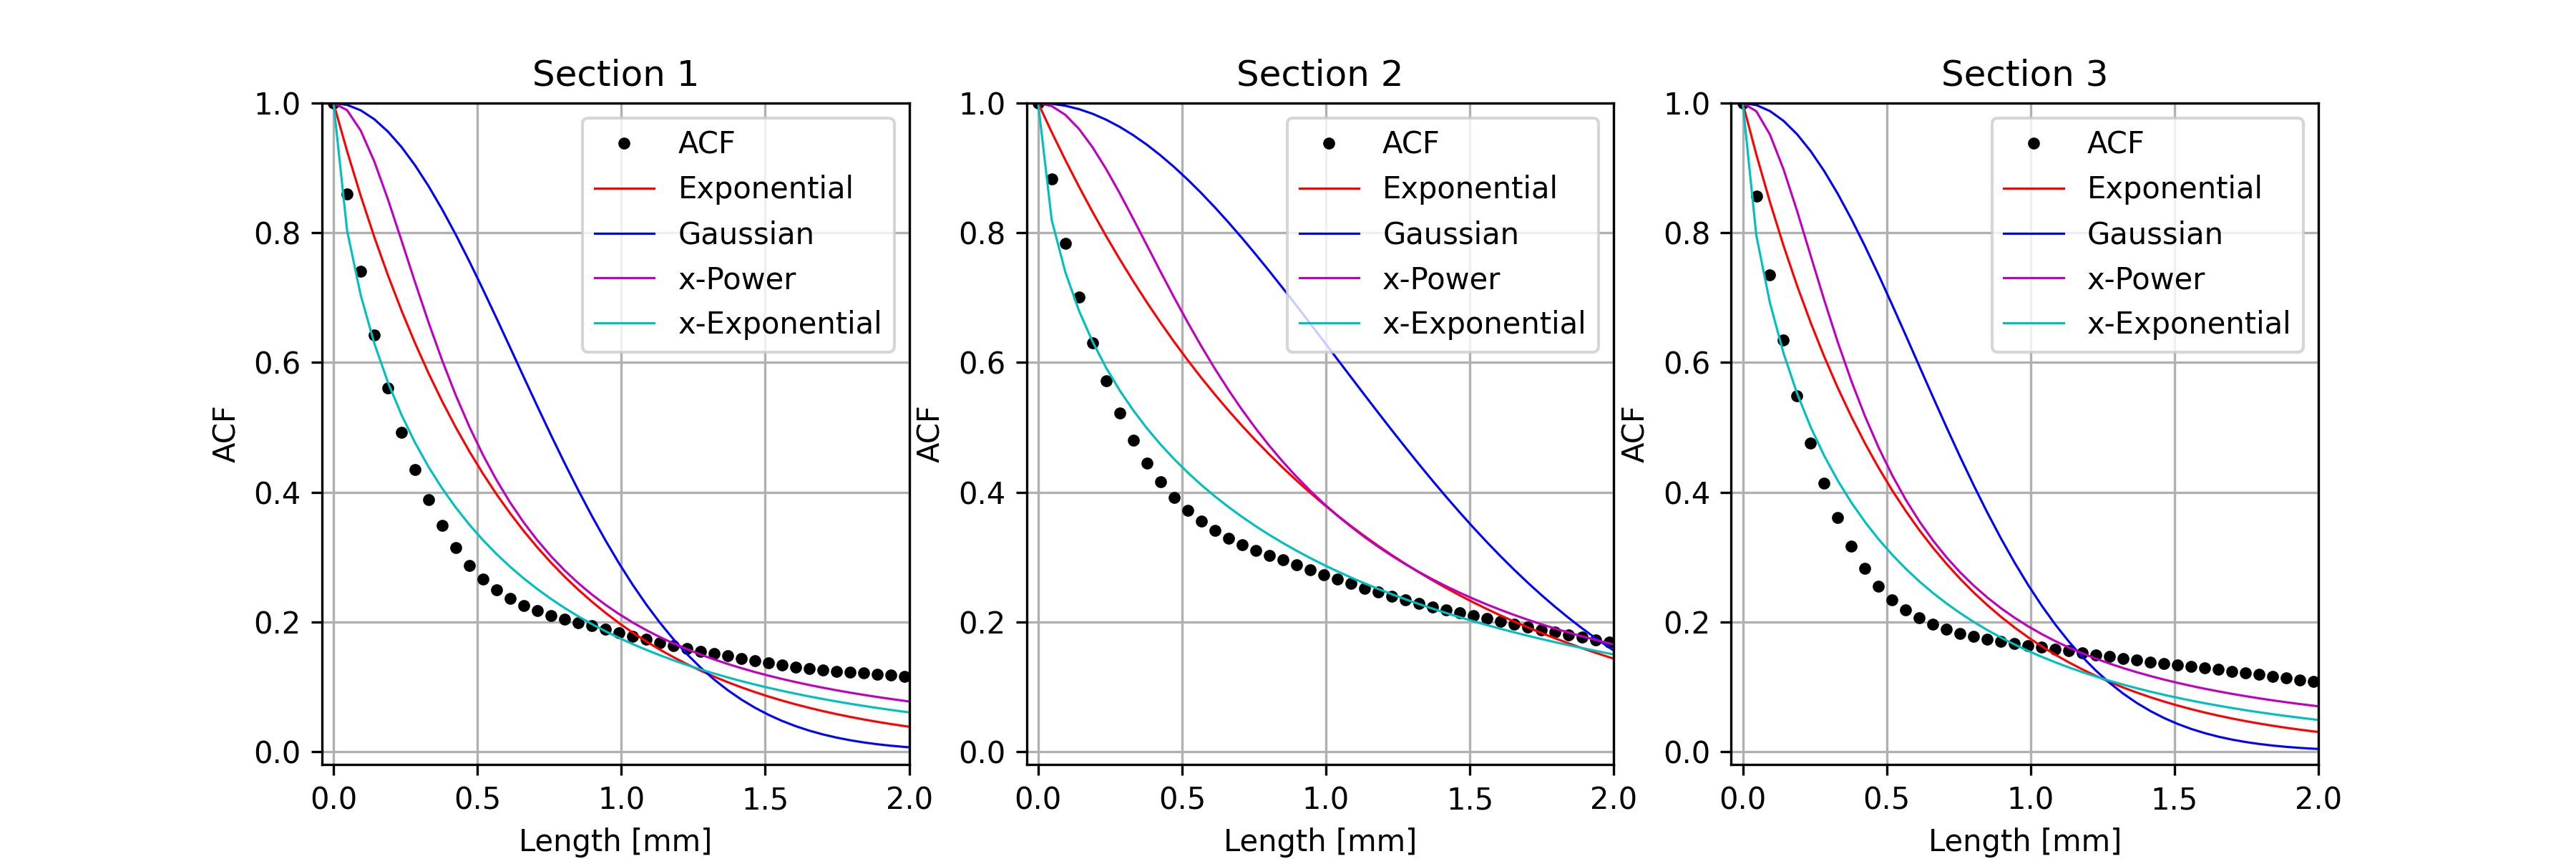 Section 1
1.0
0.8
0.6
0.4
0.2
0.0
ACF
ACF
Exponential
Gaussian
x-Power
x-Exponential
0.0 0.5 1.0 1.5 2.0
Length [mm]
Section 2
1.0
0.8
0.6
0.4
0.2
0.0
ACF
ACF
Exponential
Gaussian
x-Power
x-Exponential
0.0 0.5 1.0 1.5 2.0
Length [mm]
Section 3
1.0
0.8
0.6
0.4
0.2
0.0
ACF
ACF
Exponential
Gaussian
x-Power
x-Exponential
0.0 0.5 1.0 1.5 2.0
Length [mm]